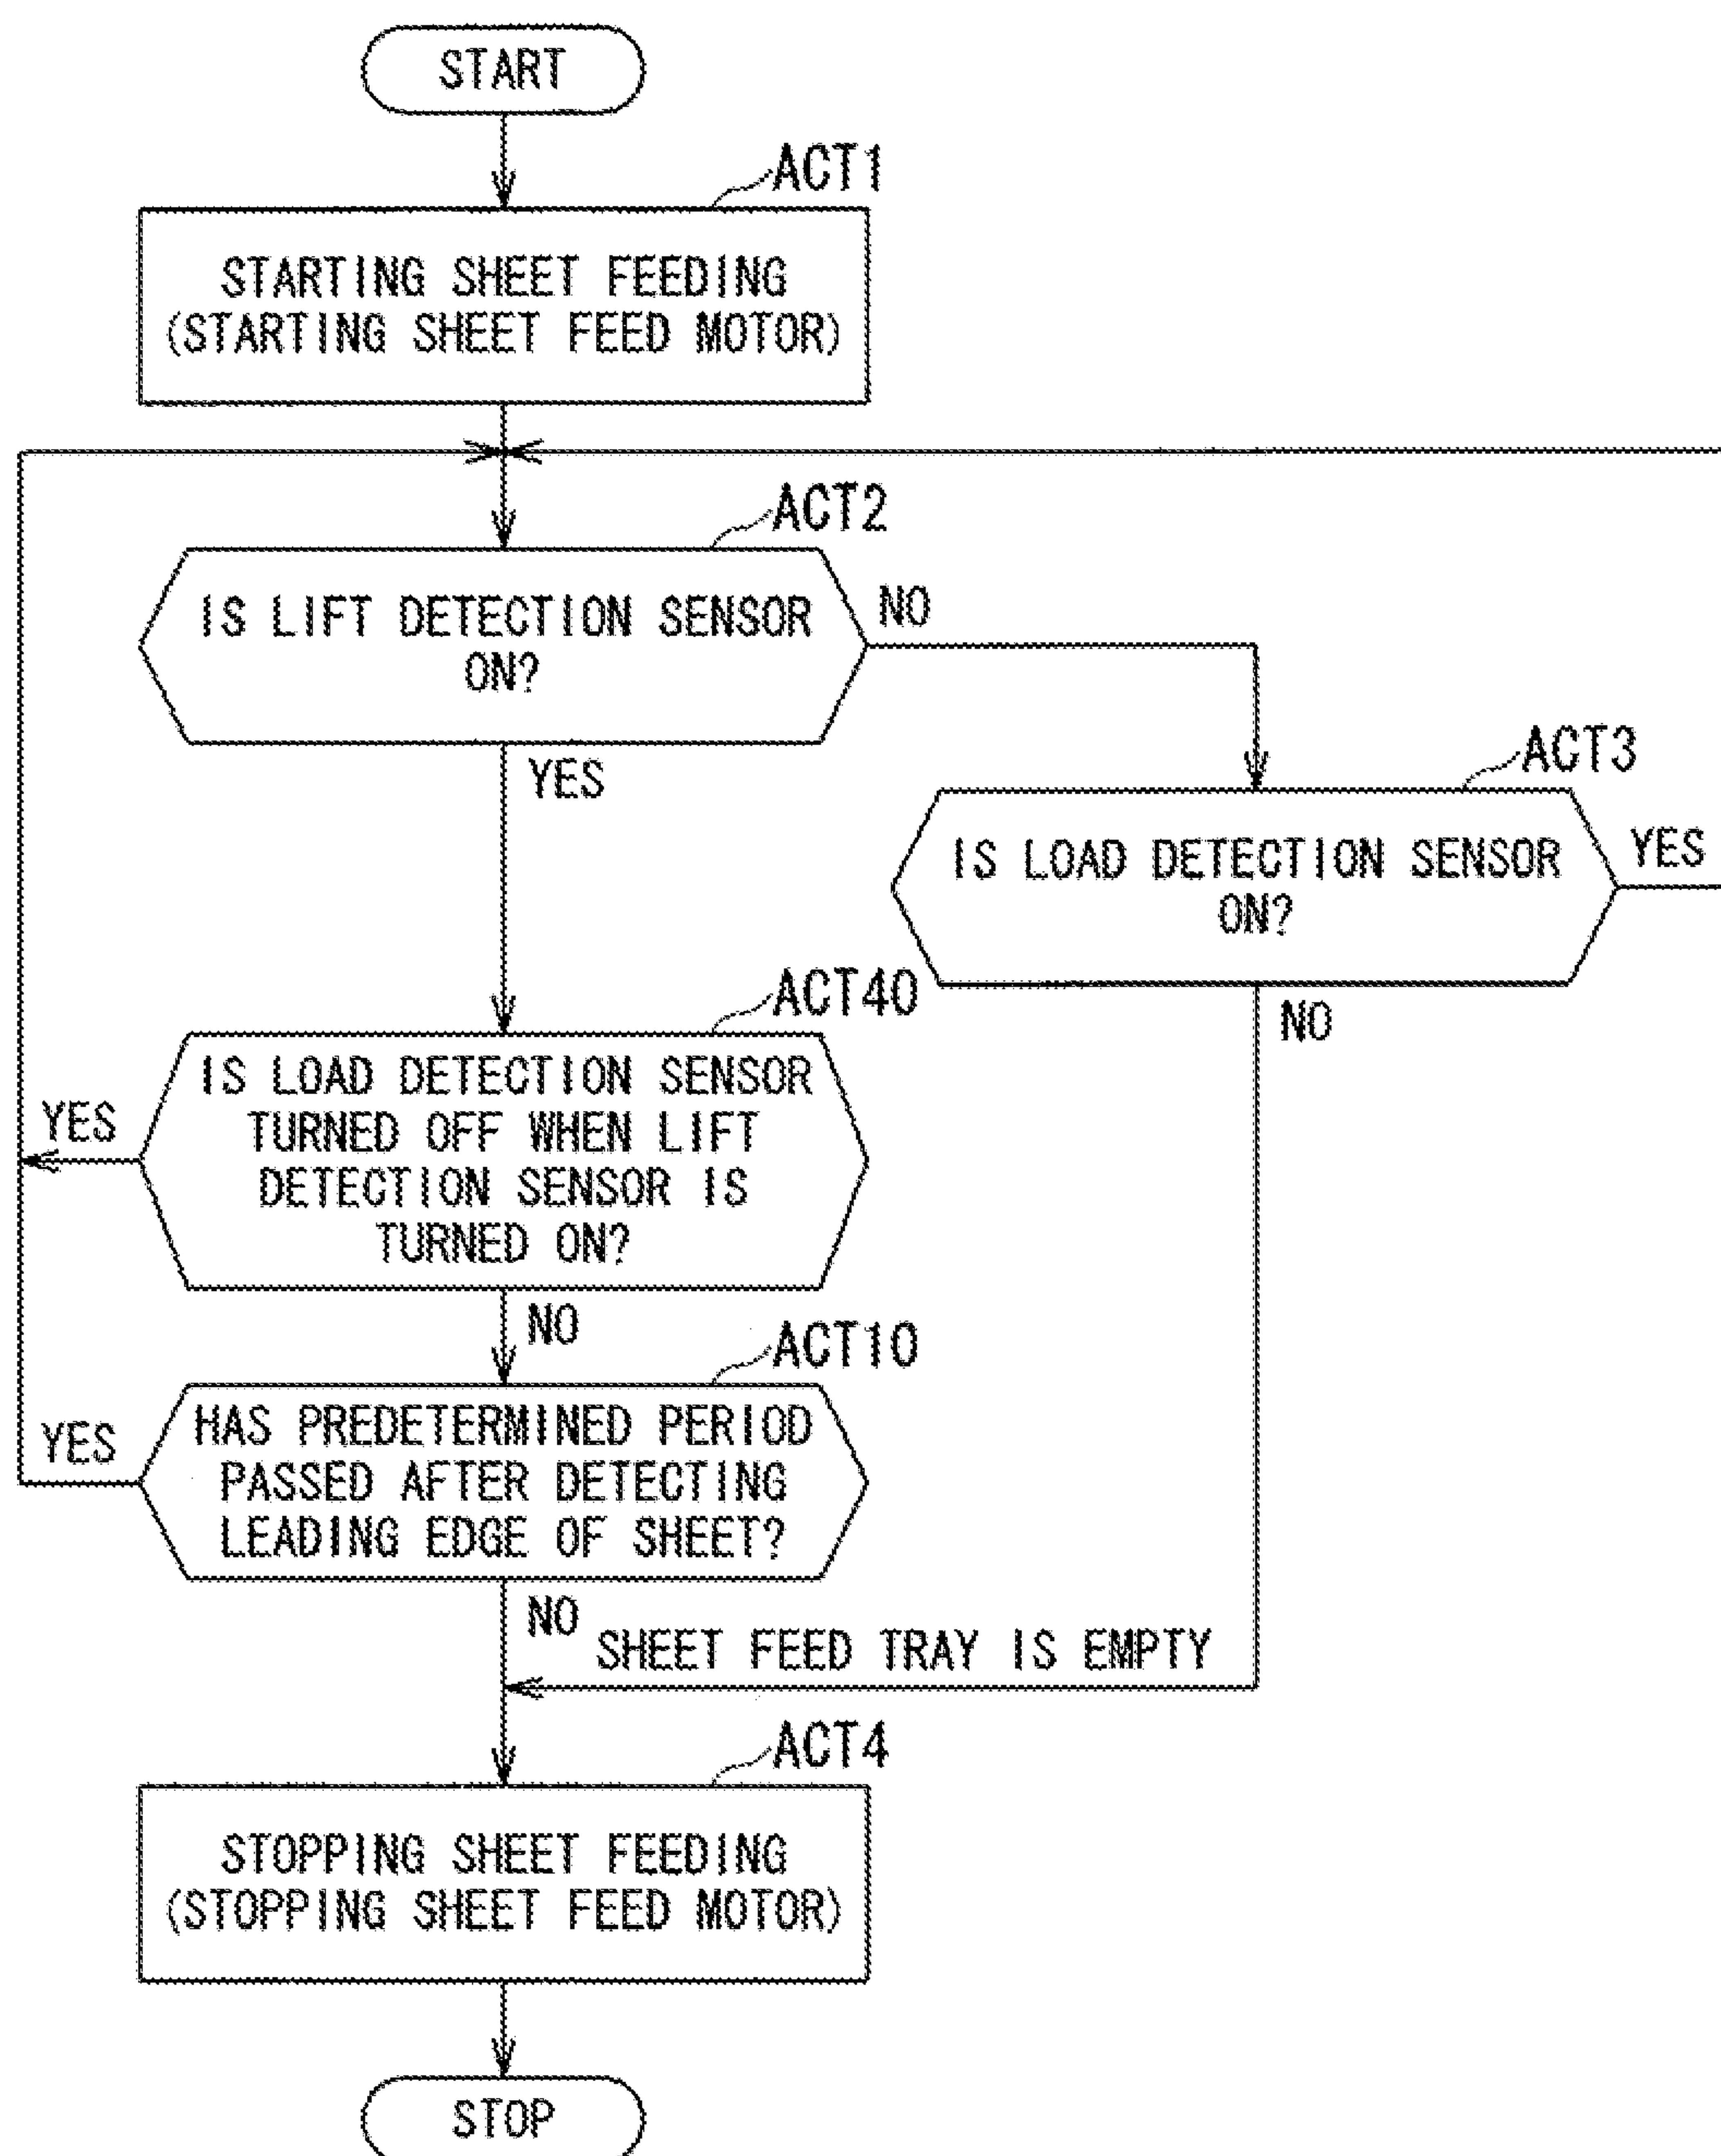 START
ACT1
STARTING SHEET FEEDING
(STARTING SHEET FEED MOTOR)
ACT2
IS LIFT DETECTION SENSOR
ON?
NO
YES
ACT3
IS LOAD DETECTION SENSOR
ON?
YES
NO
ACT40
IS LOAD DETECTION SENSOR
TURNED OFF WHEN LIFT
DETECTION SENSOR IS
TURNED ON?
YES
NO
ACT10
HAS PREDETERMINED PERIOD
PASSED AFTER DETECTING
LEADING EDGE OF SHEET?
YES
NO
SHEET FEED TRAY IS EMPTY
ACT4
STOPPING SHEET FEEDING
(STOPPING SHEET FEED MOTOR)
STOP